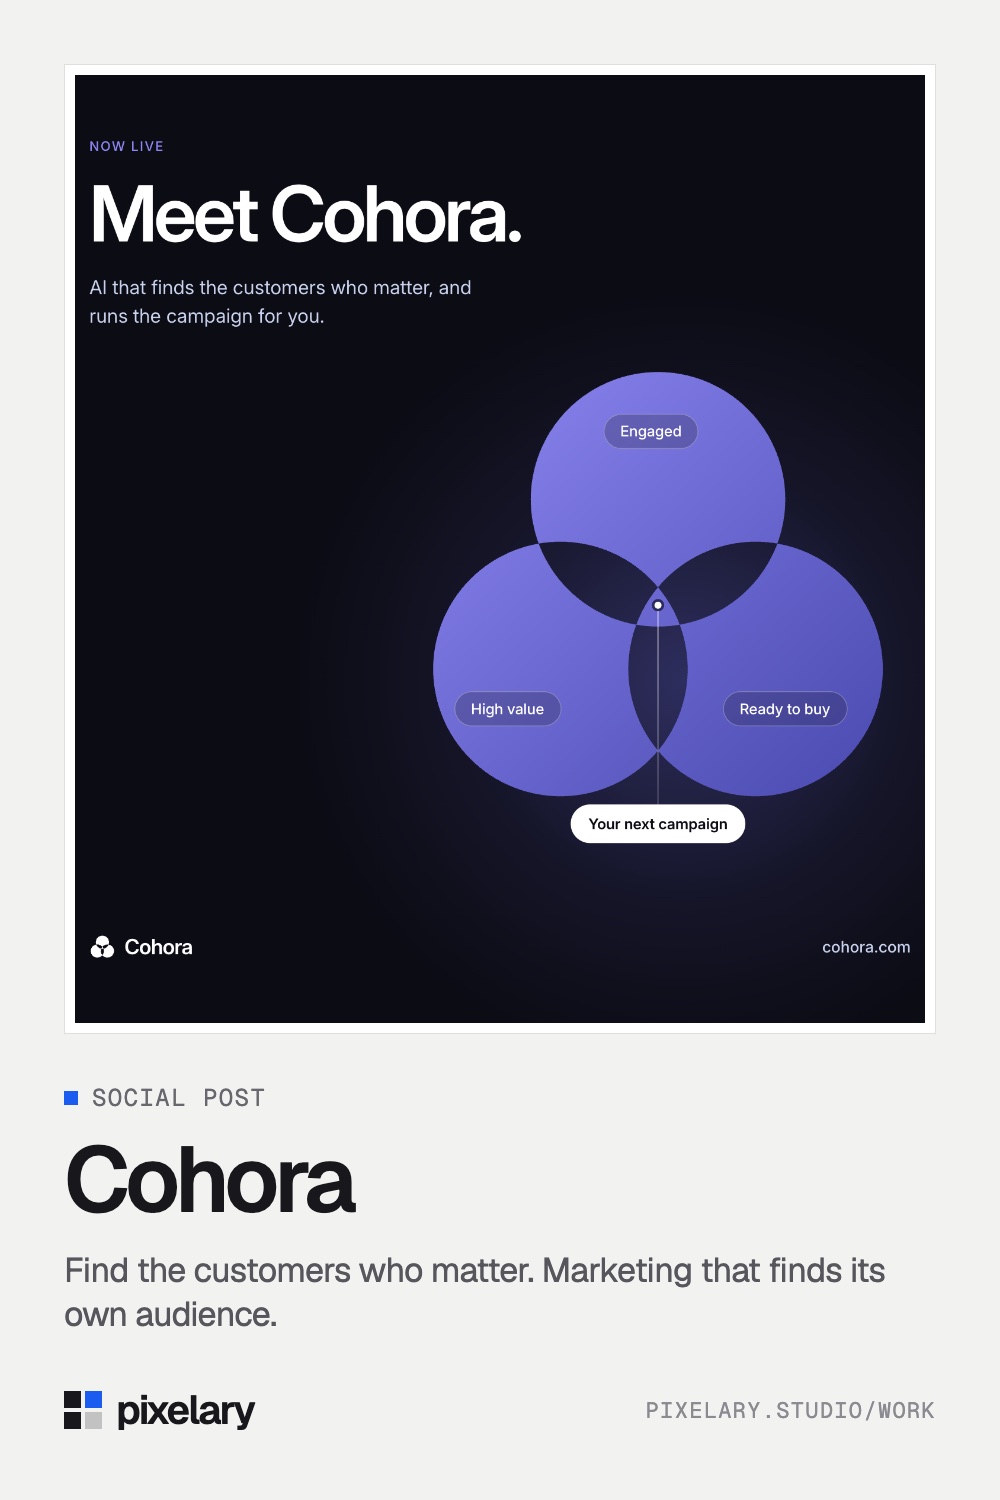 NOW LIVE
Meet Cohora.
AI that finds the customers who matter, and
runs the campaign for you.
Engaged
High value
Ready to buy
Your next campaign
Cohora
cohora.com
SOCIAL POST
Cohora
Find the customers who matter. Marketing that finds its
own audience.
pixelary
PIXELARY.STUDIO/WORK